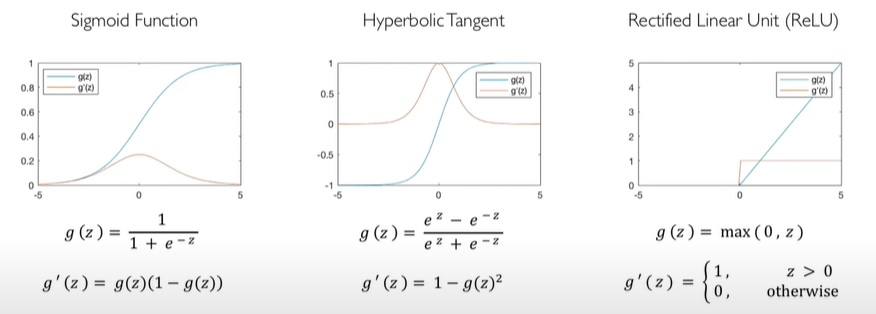 Sigmoid Function
1
0.8
0.6
0.4
0.2
0
-5
0
5
g(z)
g'(z)
g(z) = 1 / (1 + e^-z)
g'(z) = g(z)(1 − g(z))
Hyperbolic Tangent
1
0.5
0
-0.5
-1
-5
0
5
g(z)
g'(z)
g(z) = (e^z − e^-z) / (e^z + e^-z)
g'(z) = 1 − g(z)²
Rectified Linear Unit (ReLU)
5
4
3
2
1
0
-5
0
5
g(z)
g'(z)
g(z) = max(0, z)
g'(z) = { 1, z > 0
0, otherwise